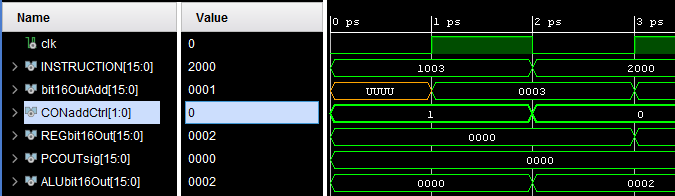 Name Value 0 ps 1 ps 2 ps 3 ps
clk 0
INSTRUCTION[15:0] 2000 1003 2000
bit16OutAdd[15:0] 0001 UUUU 0003
CONaddCtrl[1:0] 0 1 0
REGbit16Out[15:0] 0002 0000
PCOUTsig[15:0] 0000 0000
ALUbit16Out[15:0] 0002 0000 0002